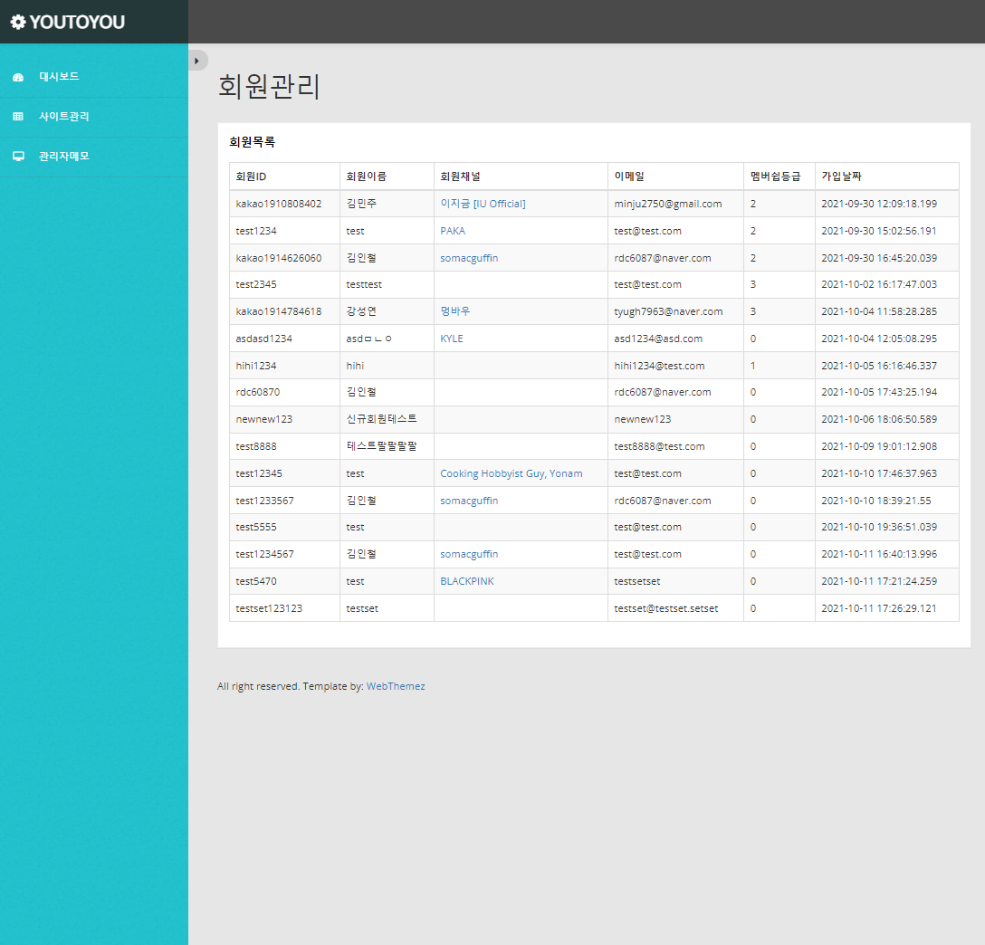 YOUTOYOU
대시보드
사이트관리
관리자메모
회원관리
회원목록
회원ID 회원이름 회원채널 이메일 멤버쉽등급 가입날짜
kakao1910808402 김민주 이지금 [IU Official] minju2750@gmail.com 2 2021-09-30 12:09:18.199
test1234 test PAKA test@test.com 2 2021-09-30 15:02:56.191
kakao1914626060 김인철 somacguffin rdc6087@naver.com 2 2021-09-30 16:45:20.039
test2345 testtest test@test.com 3 2021-10-02 16:17:47.003
kakao1914784618 강성연 멍바우 tyugh7963@naver.com 3 2021-10-04 11:58:28.285
asdasd1234 asdㅁㄴㅇ KYLE asd1234@asd.com 0 2021-10-04 12:05:08.295
hihi1234 hihi hihi1234@test.com 1 2021-10-05 16:16:46.337
rdc60870 김인철 rdc6087@naver.com 0 2021-10-05 17:43:25.194
newnew123 신규회원테스트 newnew123 0 2021-10-06 18:06:50.589
test8888 테스트팔팔팔팔 test8888@test.com 0 2021-10-09 19:01:12.908
test12345 test Cooking Hobbyist Guy, Yonam test@test.com 0 2021-10-10 17:46:37.963
test1233567 김인철 somacguffin rdc6087@naver.com 0 2021-10-10 18:39:21.55
test5555 test test@test.com 0 2021-10-10 19:36:51.039
test1234567 김인철 somacguffin test@test.com 0 2021-10-11 16:40:13.996
test5470 test BLACKPINK testsetset 0 2021-10-11 17:21:24.259
testset123123 testset testset@testset.setset 0 2021-10-11 17:26:29.121
All right reserved. Template by: WebThemez